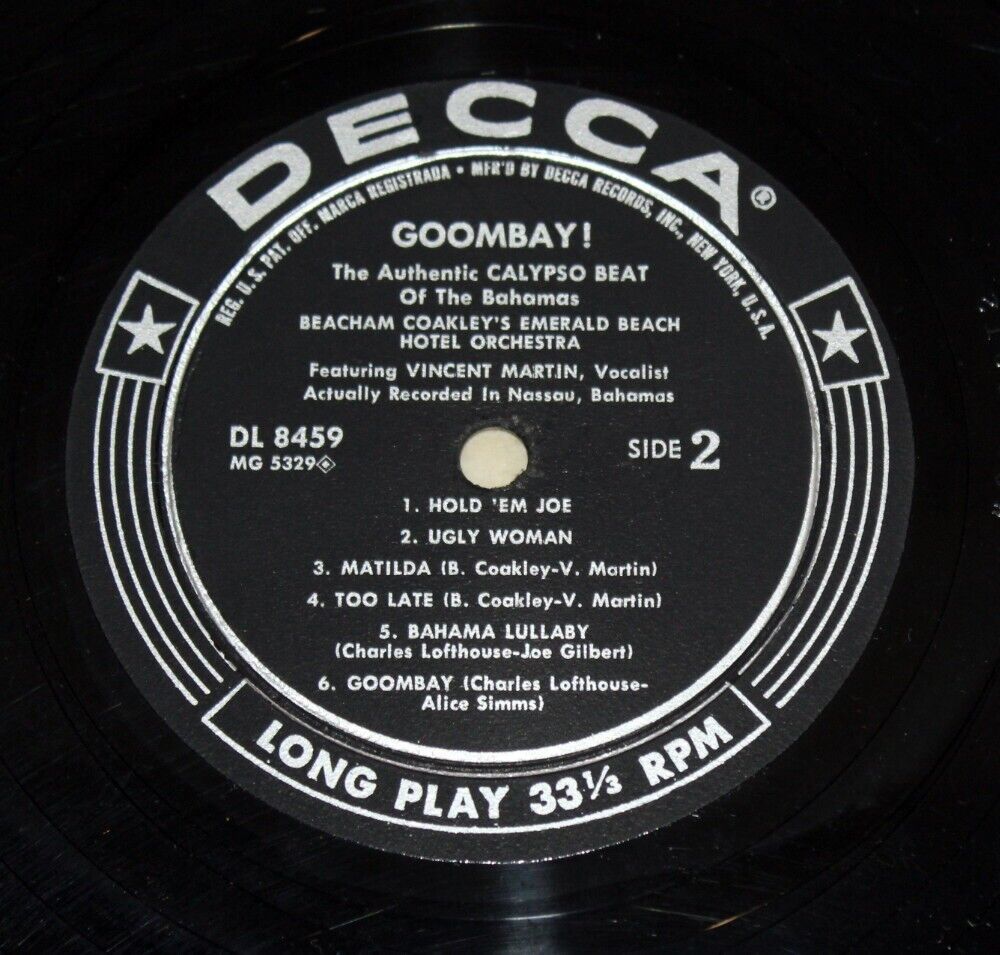 DECCA®
REG. U.S. PAT. OFF. MARCA REGISTRADA • MFR'D BY DECCA RECORDS, INC., NEW YORK, U.S.A.
GOOMBAY!
The Authentic CALYPSO BEAT
Of The Bahamas
BEACHAM COAKLEY'S EMERALD BEACH
HOTEL ORCHESTRA
Featuring VINCENT MARTIN, Vocalist
Actually Recorded In Nassau, Bahamas
DL 8459
MG 5329
SIDE 2
1. HOLD 'EM JOE
2. UGLY WOMAN
3. MATILDA (B. Coakley-V. Martin)
4. TOO LATE (B. Coakley-V. Martin)
5. BAHAMA LULLABY
(Charles Lofthouse-Joe Gilbert)
6. GOOMBAY (Charles Lofthouse-
Alice Simms)
LONG PLAY 33⅓ RPM